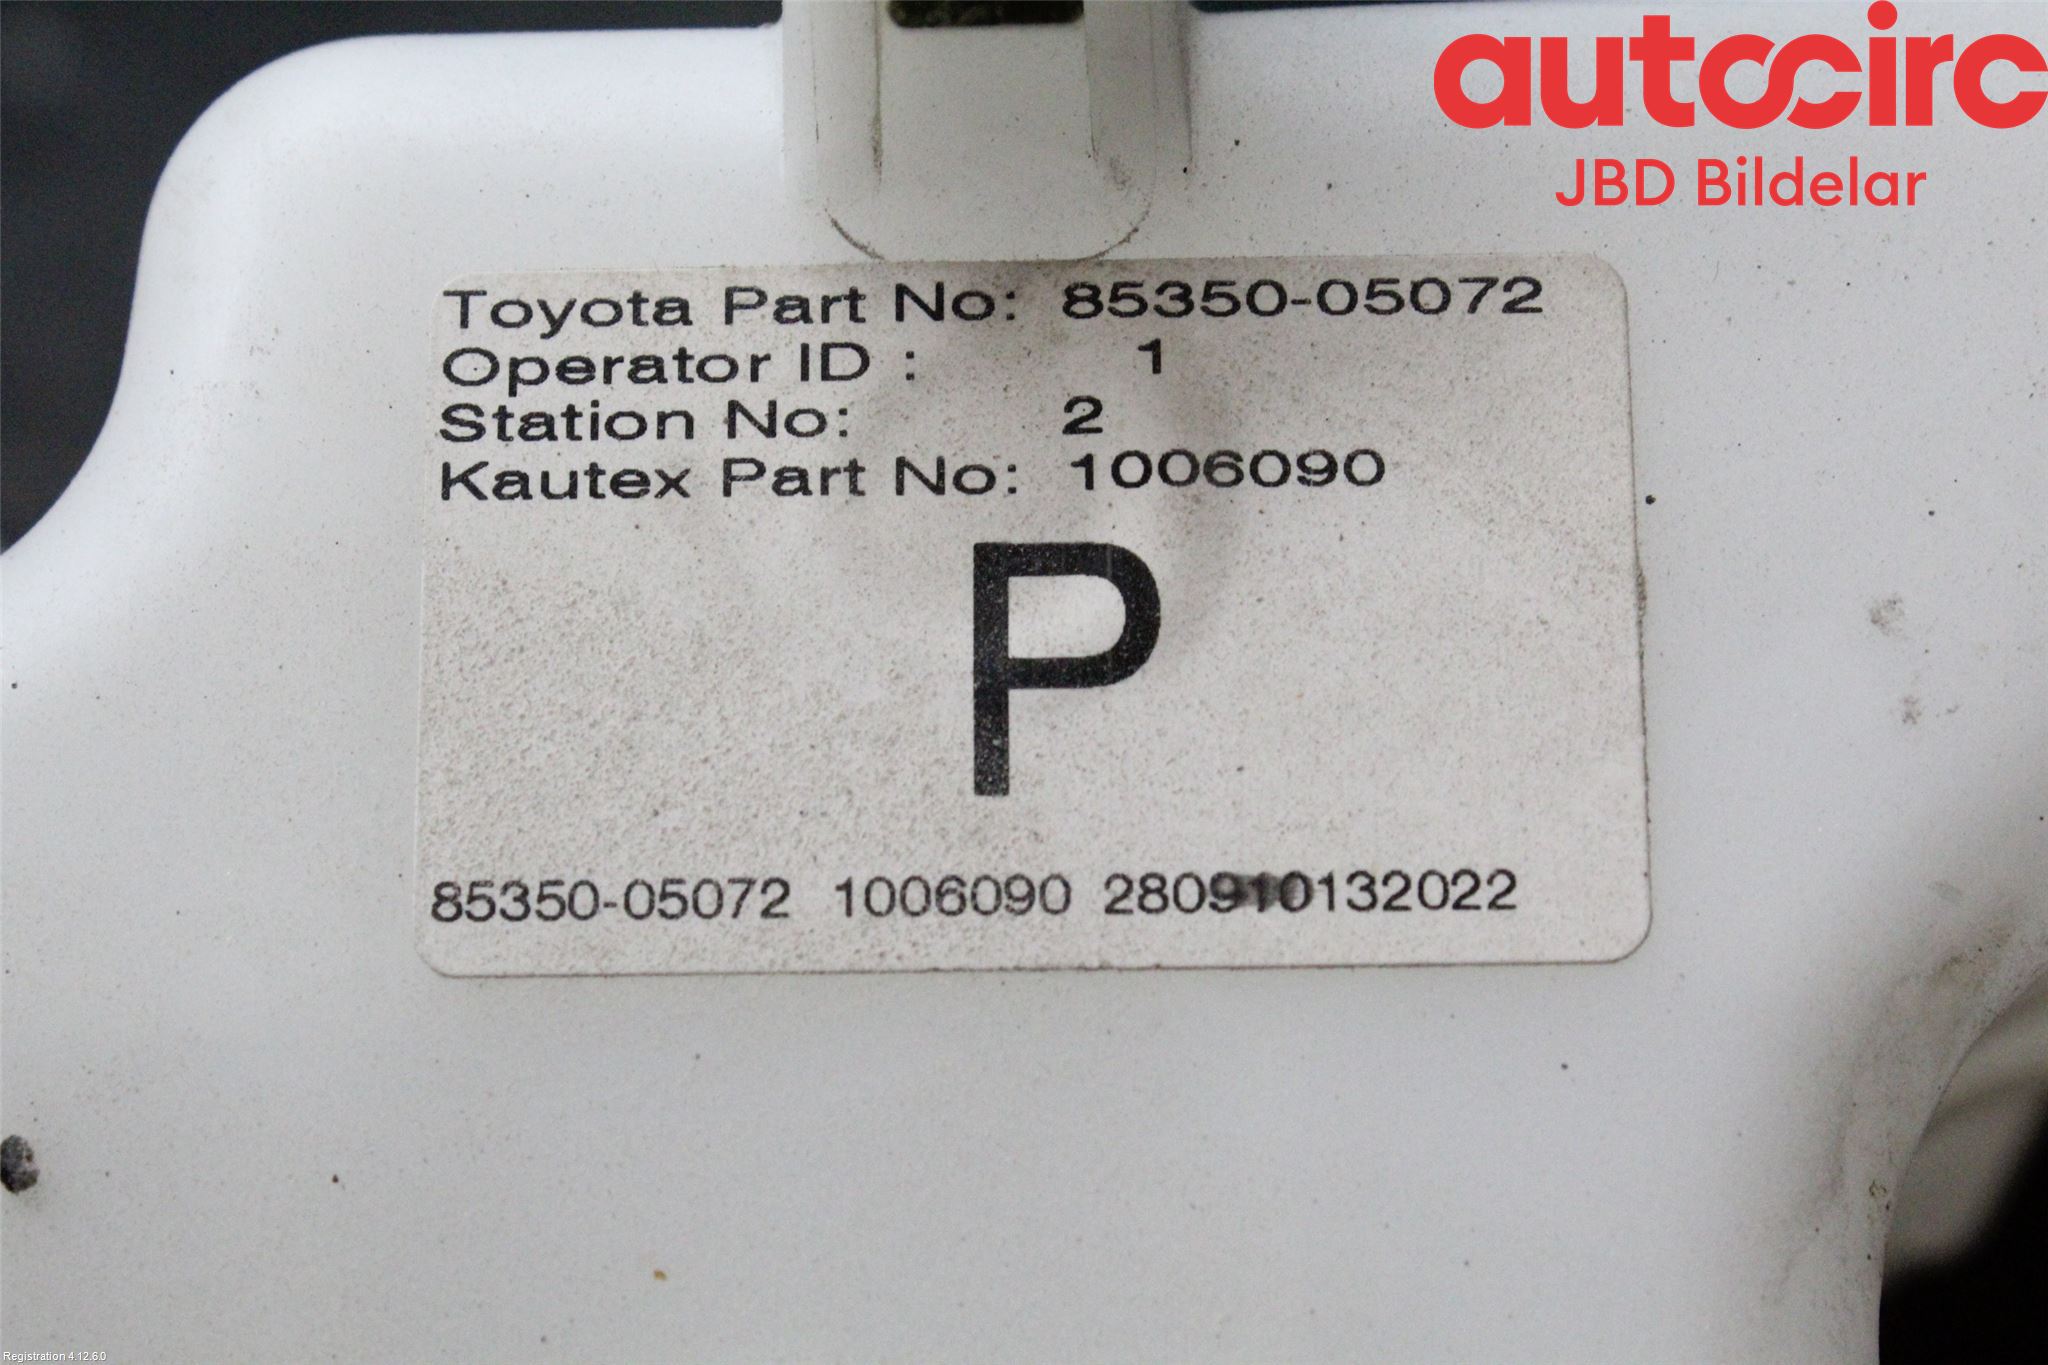 autocirc
JBD Bildelar
Toyota Part No: 85350-05072
Operator ID : 1
Station No: 2
Kautex Part No: 1006090
P
85350-05072 1006090 280910132022
Registration 4.12.6.0